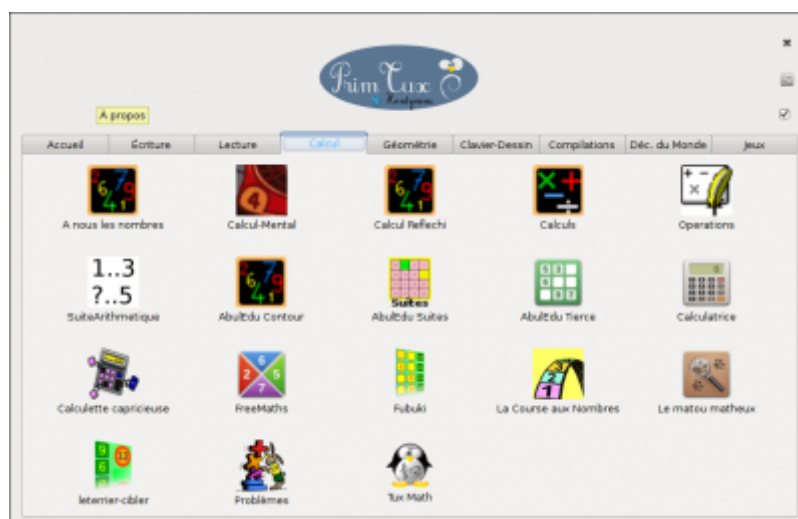 PrimTux
HandyMenu
A propos
Accueil Écriture Lecture Calcul Géométrie Clavier-Dessin Compilations Déc. du Monde Jeux
A nous les nombres Calcul-Mental Calcul Reflechi Calculs Operations
1..3
?..5
Suites
SuiteArithmetique AbulEdu Contour AbulEdu Suites AbulEdu Tierce Calculatrice
Calculette capricieuse FreeMaths Fubuki La Course aux Nombres Le matou matheux
leterrier-cibler Problèmes Tux Math